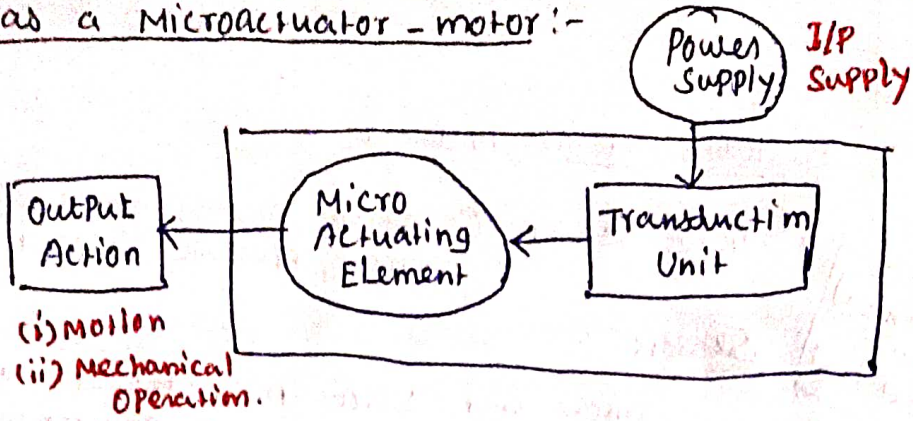 as a Microactuator - motor :-
Power
Supply
I/P
Supply
Output
Action
Micro
Actuating
Element
Transduction
Unit
(i) Motion
(ii) Mechanical
Operation.